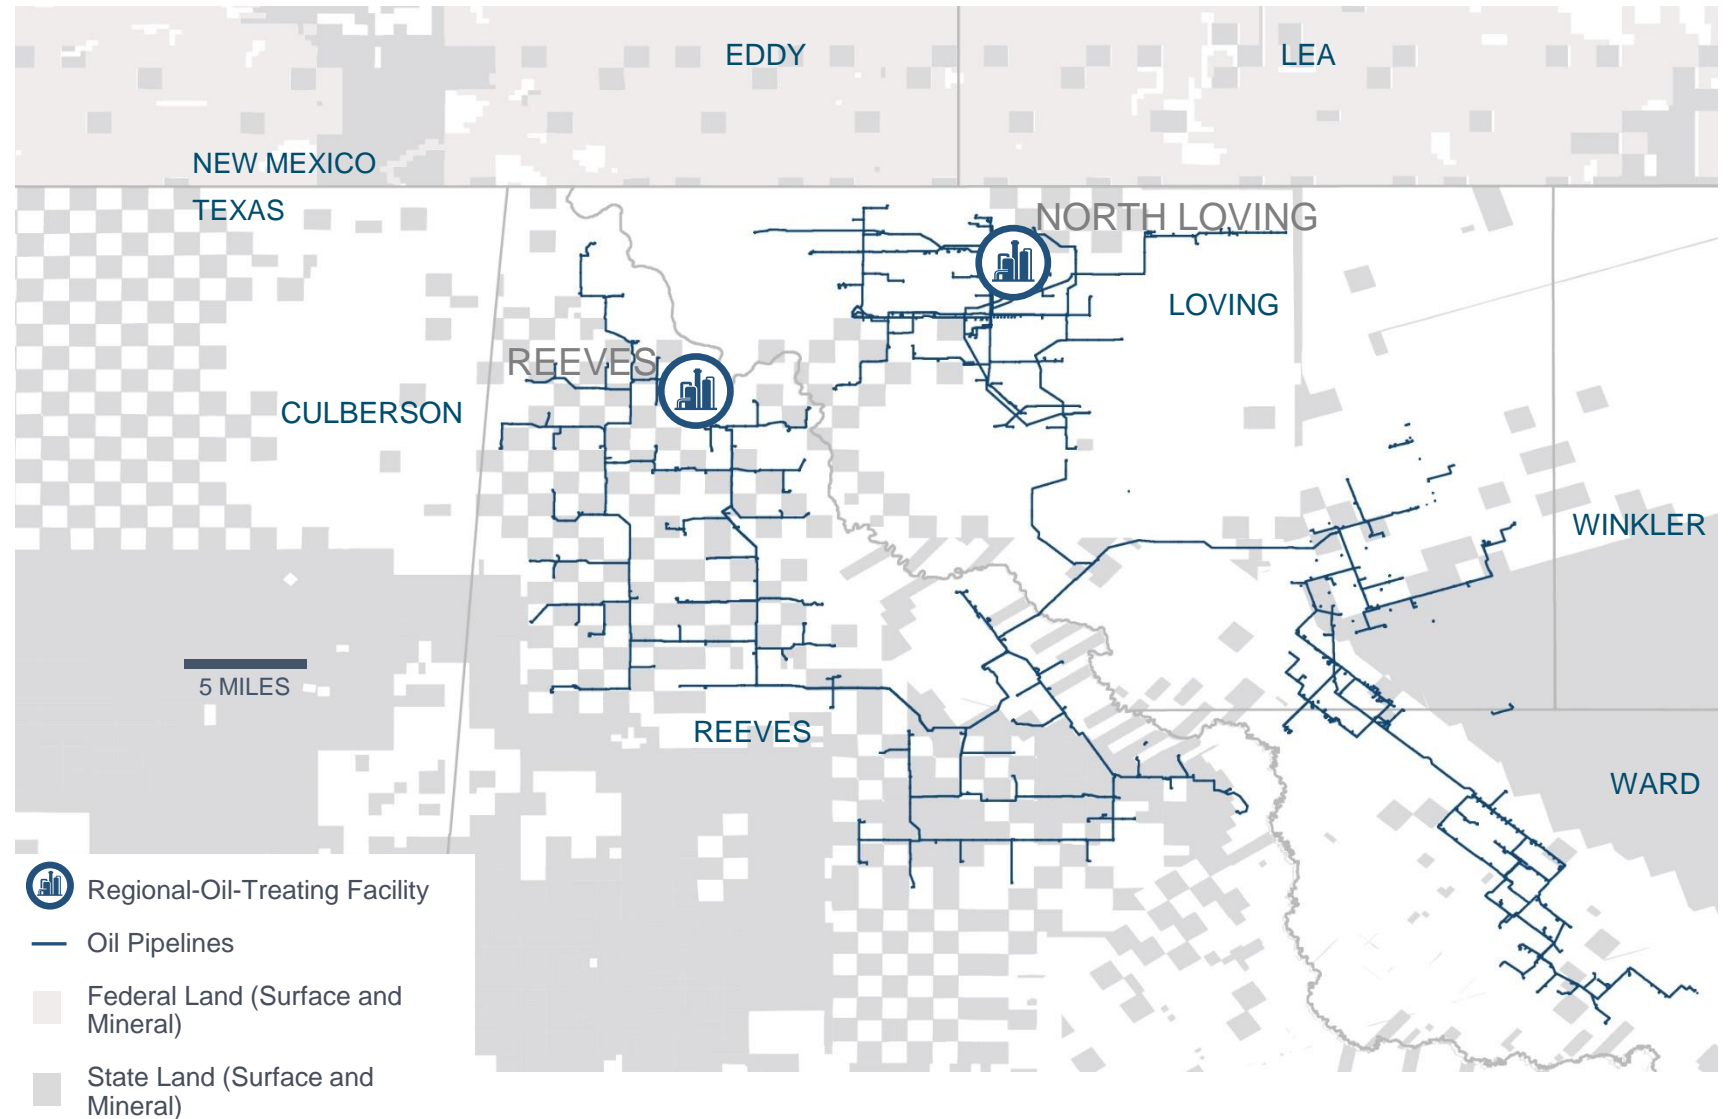 EDDY
LEA
NEW MEXICO
TEXAS
NORTH LOVING
LOVING
REEVES
CULBERSON
WINKLER
5 MILES
REEVES
WARD
Regional-Oil-Treating Facility
Oil Pipelines
Federal Land (Surface and
Mineral)
State Land (Surface and
Mineral)